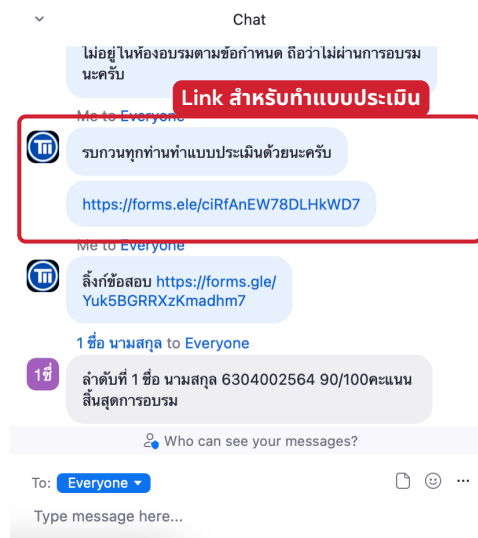 Chat
ไม่อยู่ในห้องอบรมตามข้อกำหนด ถือว่าไม่ผ่านการอบรม
นะครับ
Link สำหรับทำแบบประเมิน
Me to Everyone
รบกวนทุกท่านทำแบบประเมินด้วยนะครับ
https://forms.ele/ciRfAnEW78DLHkWD7
Me to Everyone
ลิ้งก์ข้อสอบ https://forms.gle/
Yuk5BGRRXzKmadhm7
1 ชื่อ นามสกุล to Everyone
1ชื่
ลำดับที่ 1 ชื่อ นามสกุล 6304002564 90/100คะแนน
สิ้นสุดการอบรม
Who can see your messages?
To: Everyone
Type message here...